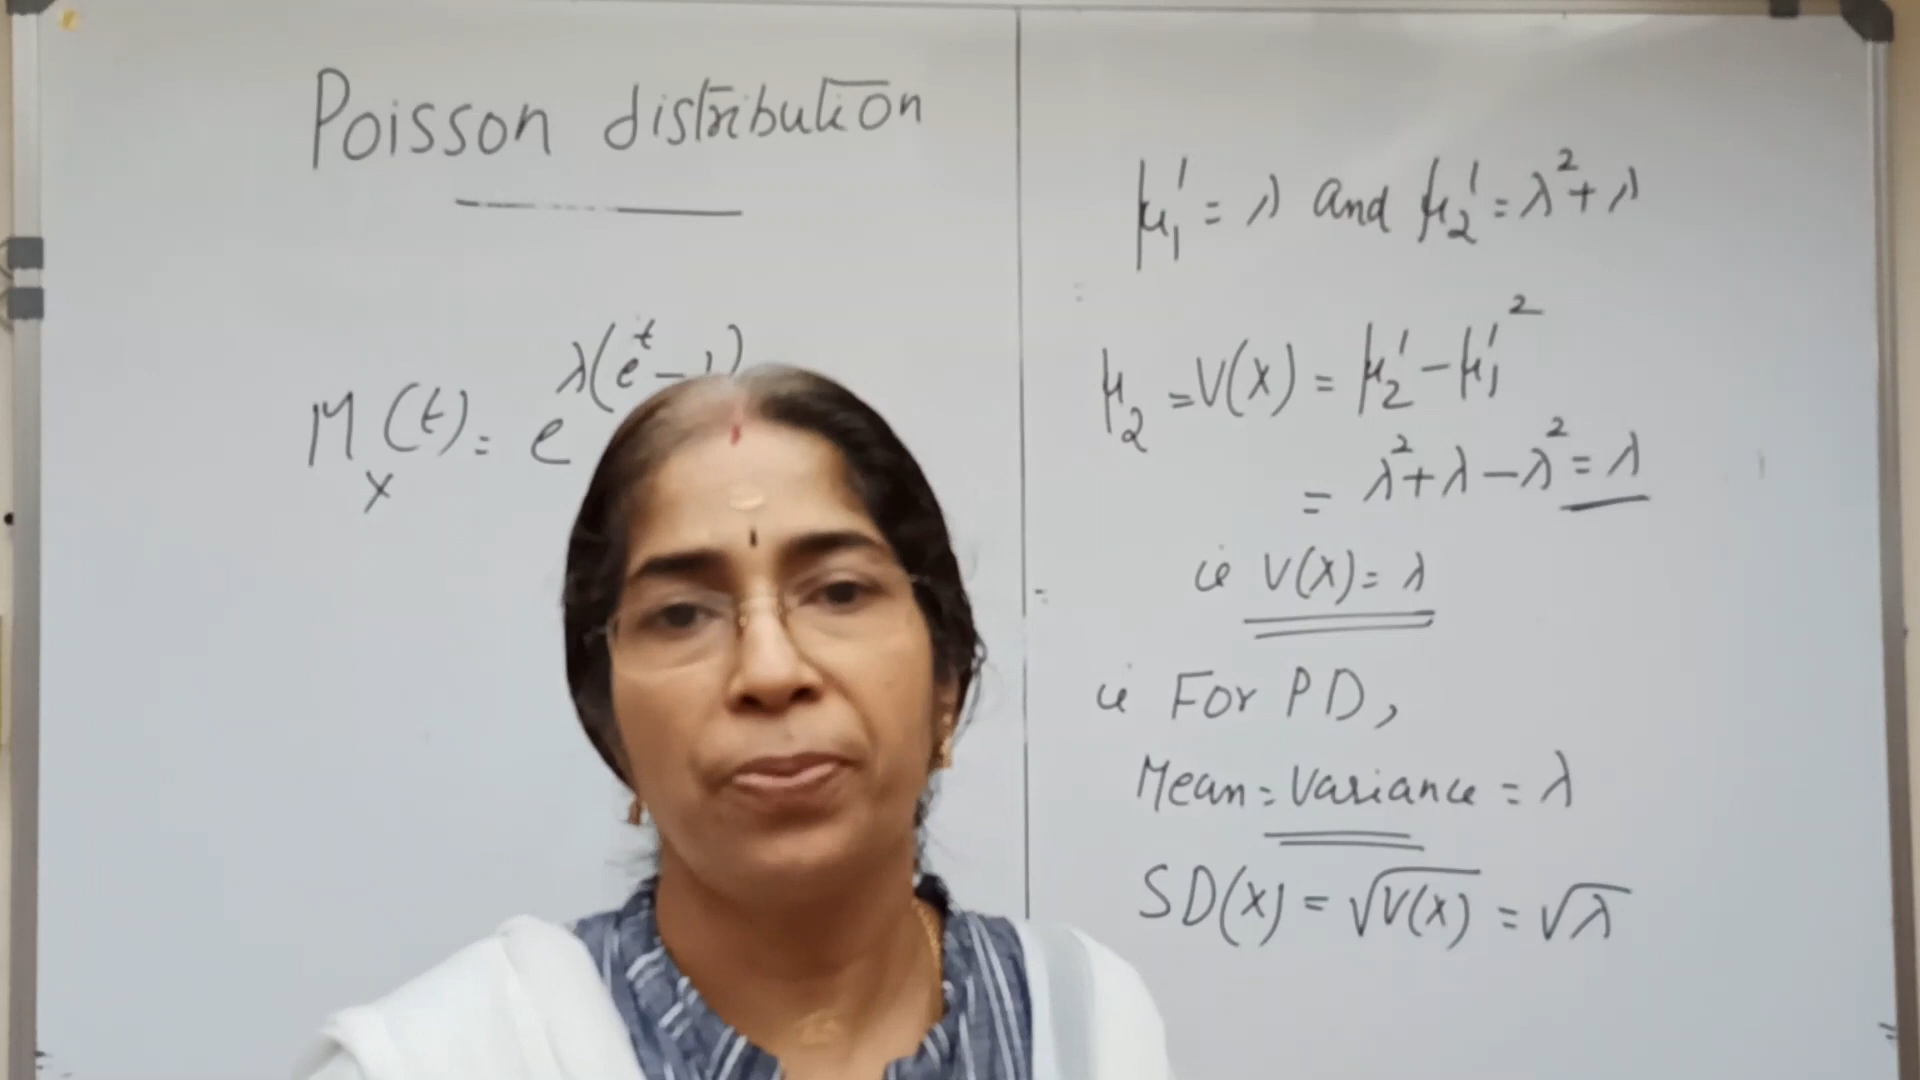 Poisson distribution
M_X(t) = e^λ(e^t – 1)
μ₁' = λ and μ₂' = λ² + λ
μ₂ = V(X) = μ₂' – μ₁'²
= λ² + λ – λ² = λ
ie V(X) = λ
ie For PD,
Mean = Variance = λ
SD(X) = √V(X) = √λ